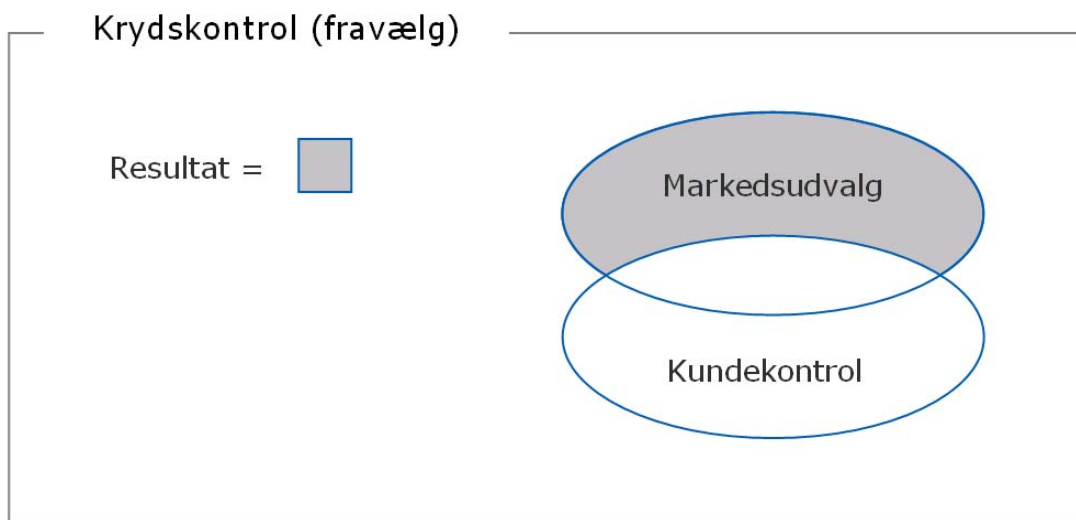 Krydskontrol (fravælg)
Resultat =
Markedsudvalg
Kundekontrol